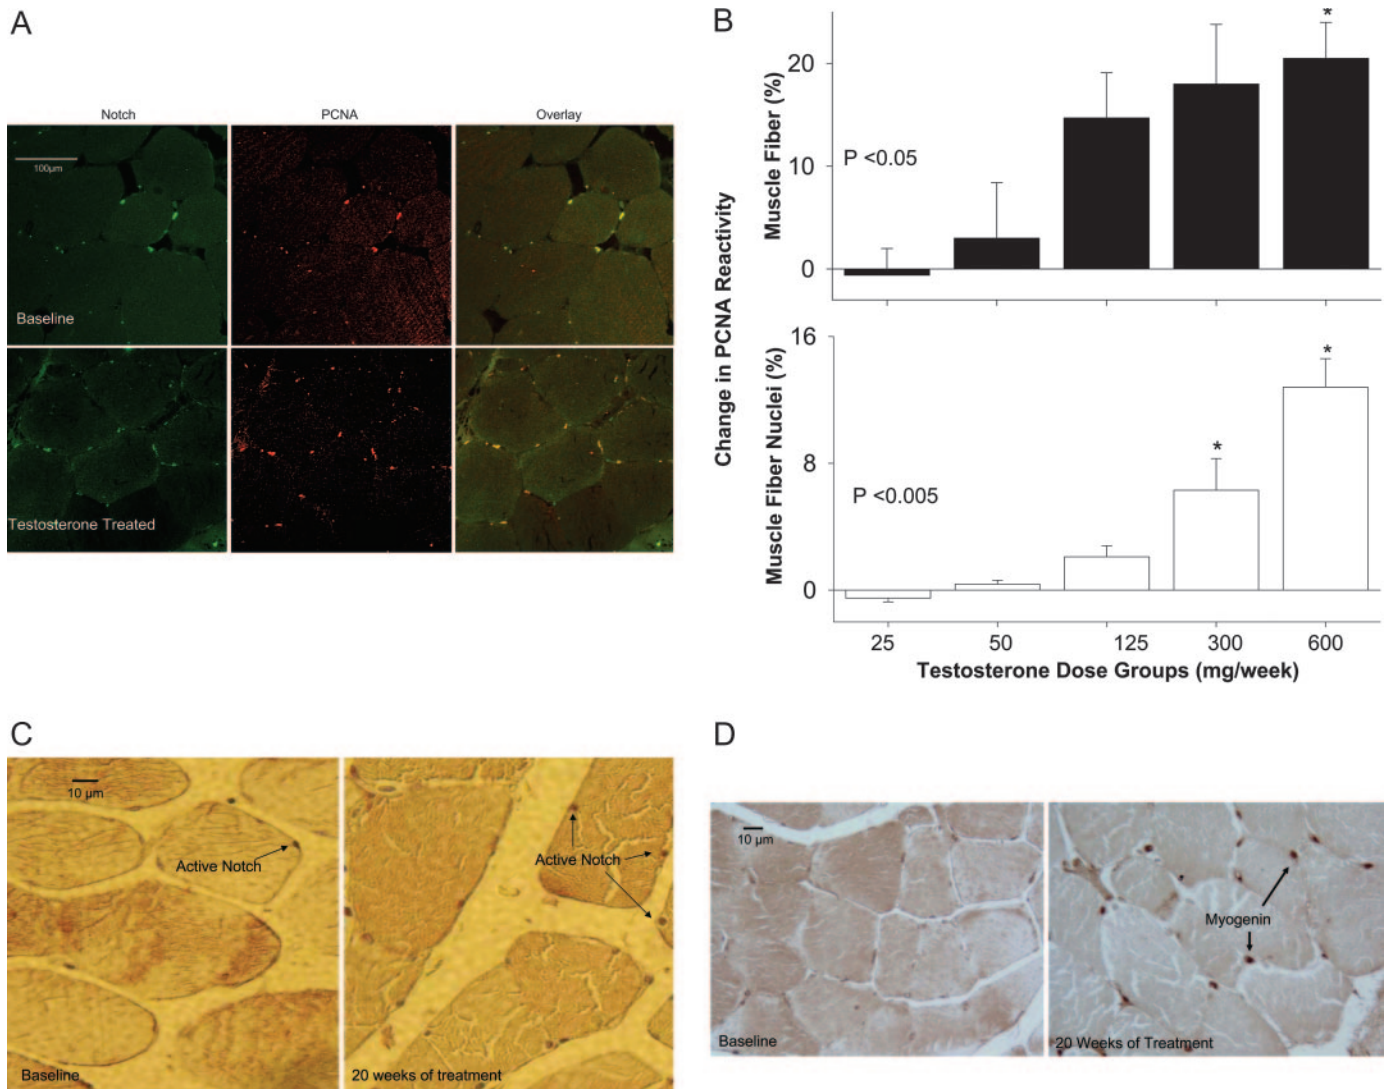 A
Notch PCNA Overlay
100µm
Baseline
Testosterone Treated
B
Change in PCNA Reactivity
Muscle Fiber (%)
20
10
0
P <0.05
*
Muscle Fiber Nuclei (%)
16
8
0
P <0.005
*
*
25 50 125 300 600
Testosterone Dose Groups (mg/week)
C
10 µm
Active Notch
Baseline
Active Notch
20 weeks of treatment
D
10 µm
Baseline
Myogenin
20 Weeks of Treatment